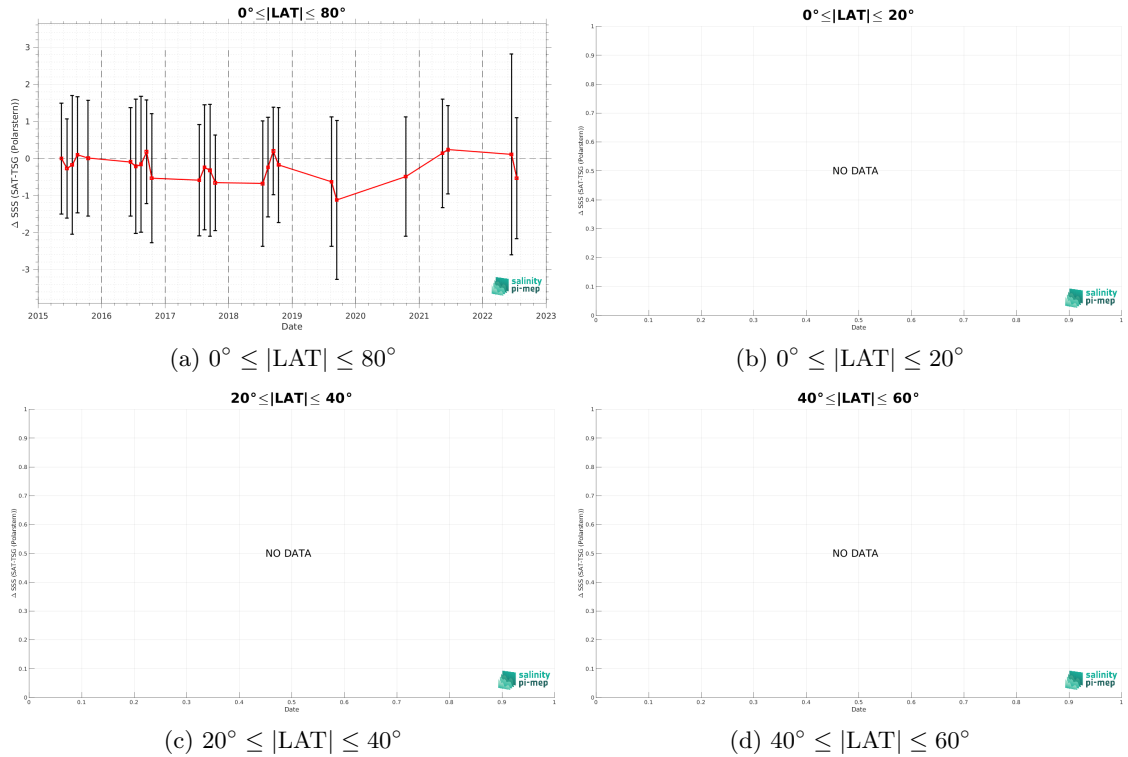 0°≤|LAT|≤ 80°
Δ SSS (SAT-TSG (Polarstern))
3
2
1
0
-1
-2
-3
2015 2016 2017 2018 2019 2020 2021 2022 2023
Date
salinity
pi-mep
(a) 0° ≤ |LAT| ≤ 80°
0°≤|LAT|≤ 20°
Δ SSS (SAT-TSG (Polarstern))
1
0.9
0.8
0.7
0.6
0.5
0.4
0.3
0.2
0.1
0
NO DATA
0 0.1 0.2 0.3 0.4 0.5 0.6 0.7 0.8 0.9 1
Date
salinity
pi-mep
(b) 0° ≤ |LAT| ≤ 20°
20°≤|LAT|≤ 40°
Δ SSS (SAT-TSG (Polarstern))
1
0.9
0.8
0.7
0.6
0.5
0.4
0.3
0.2
0.1
0
NO DATA
0 0.1 0.2 0.3 0.4 0.5 0.6 0.7 0.8 0.9 1
Date
salinity
pi-mep
(c) 20° ≤ |LAT| ≤ 40°
40°≤|LAT|≤ 60°
Δ SSS (SAT-TSG (Polarstern))
1
0.9
0.8
0.7
0.6
0.5
0.4
0.3
0.2
0.1
0
NO DATA
0 0.1 0.2 0.3 0.4 0.5 0.6 0.7 0.8 0.9 1
Date
salinity
pi-mep
(d) 40° ≤ |LAT| ≤ 60°